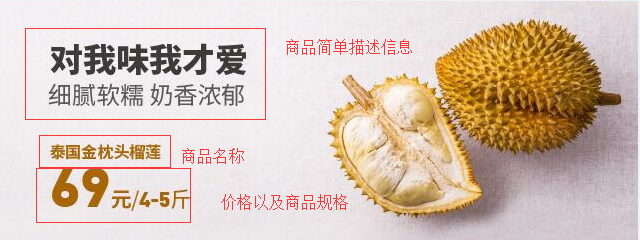 对我味我才爱
商品简单描述信息
细腻软糯 奶香浓郁
泰国金枕头榴莲
商品名称
69元/4-5斤
价格以及商品规格